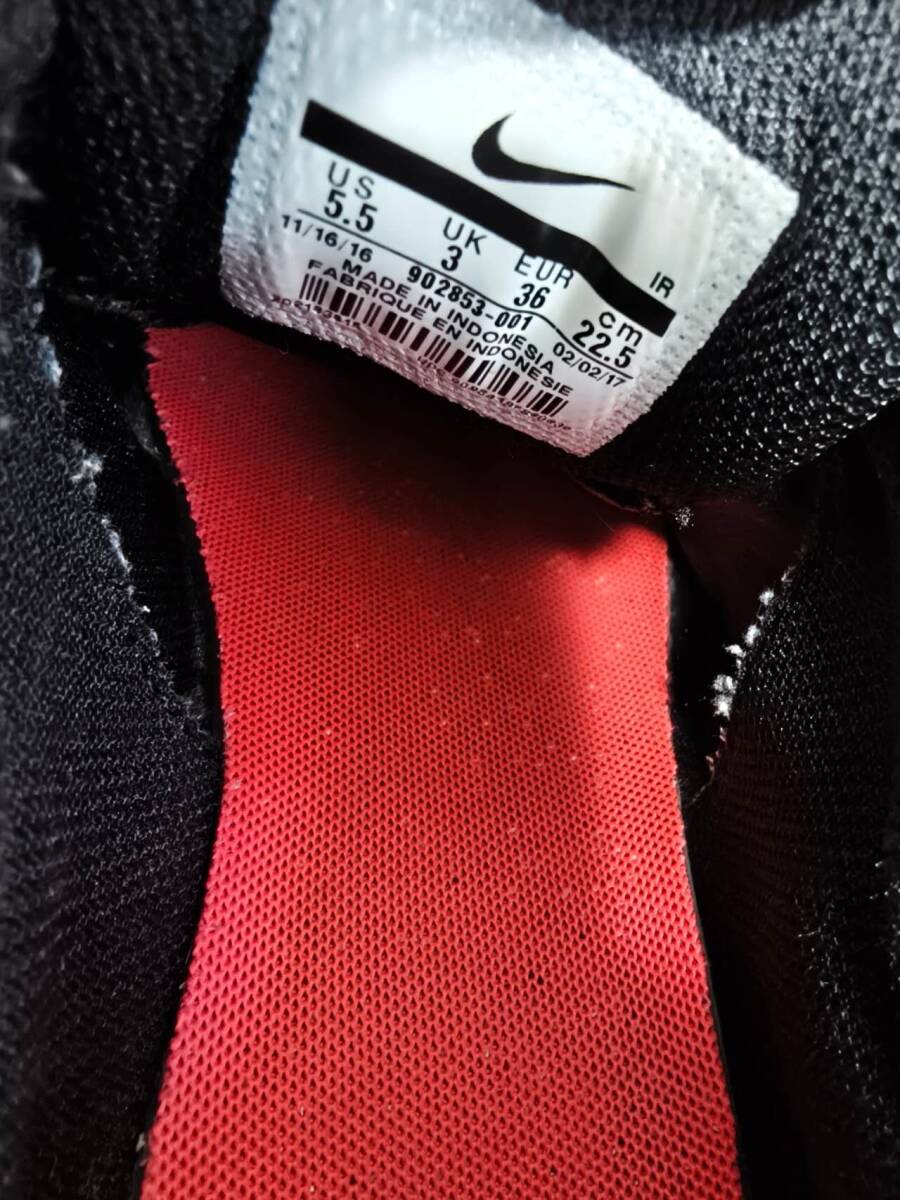 US UK EUR cm IR
5.5 3 36 22.5
11/16/16 902853-001 02/02/17
MADE IN INDONESIA
FABRIQUE EN INDONESIE